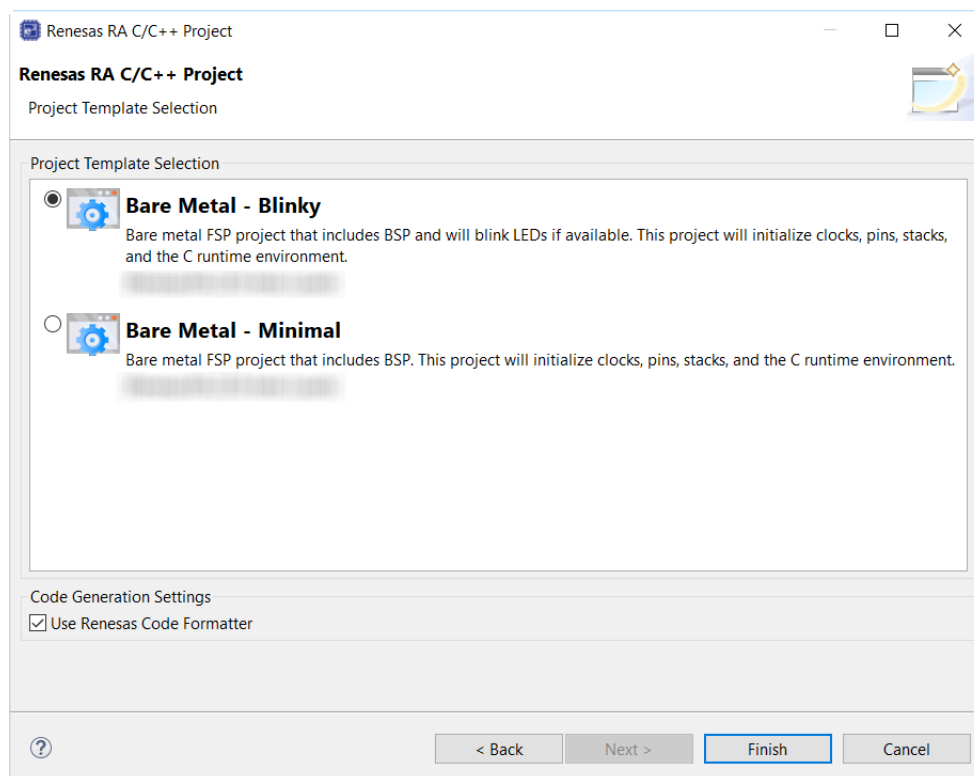 Renesas RA C/C++ Project
Renesas RA C/C++ Project
Project Template Selection
Project Template Selection
Bare Metal - Blinky
Bare metal FSP project that includes BSP and will blink LEDs if available. This project will initialize clocks, pins, stacks,
and the C runtime environment.
Bare Metal - Minimal
Bare metal FSP project that includes BSP. This project will initialize clocks, pins, stacks, and the C runtime environment.
Code Generation Settings
Use Renesas Code Formatter
? < Back Next > Finish Cancel